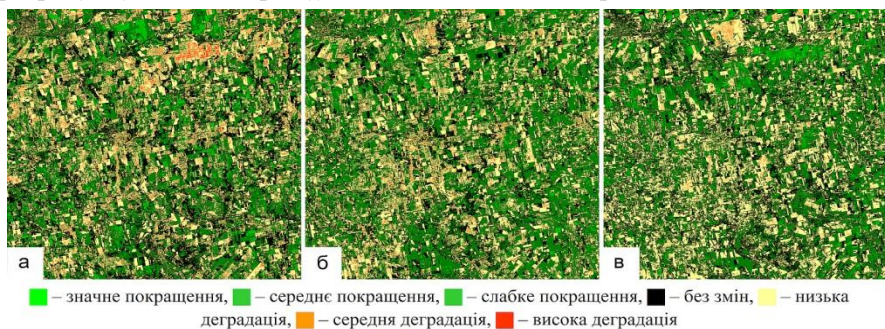 а
б
в
– значне покращення, – середнє покращення, – слабке покращення, – без змін, – низька
деградація, – середня деградація, – висока деградація